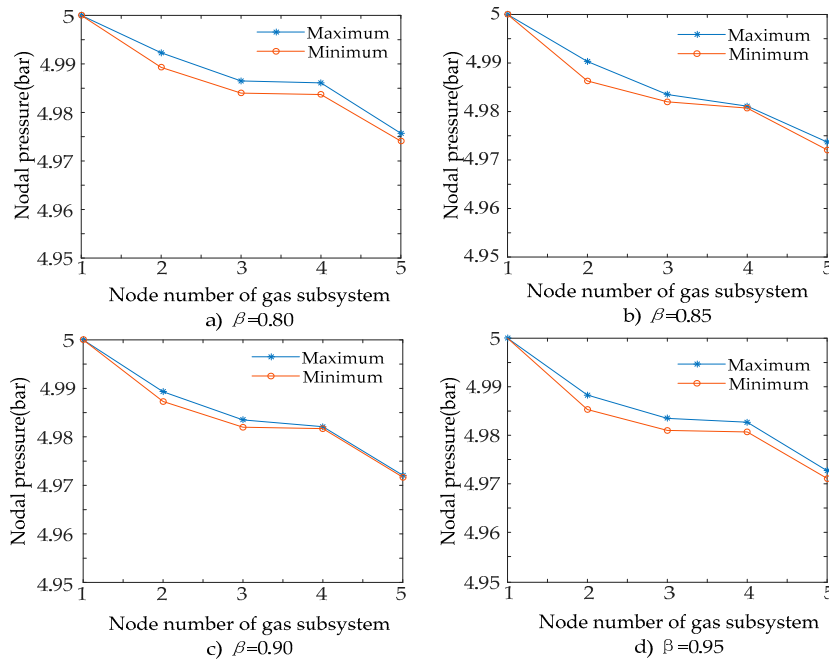 5
4.99
4.98
4.97
4.96
4.95
Nodal pressure(bar)
Maximum
Minimum
1 2 3 4 5
Node number of gas subsystem
a) β=0.80
5
4.99
4.98
4.97
4.96
4.95
Nodal pressure(bar)
Maximum
Minimum
1 2 3 4 5
Node number of gas subsystem
b) β=0.85
5
4.99
4.98
4.97
4.96
4.95
Nodal pressure(bar)
Maximum
Minimum
1 2 3 4 5
Node number of gas subsystem
c) β=0.90
5
4.99
4.98
4.97
4.96
4.95
Nodal pressure(bar)
Maximum
Minimum
1 2 3 4 5
Node number of gas subsystem
d) β=0.95